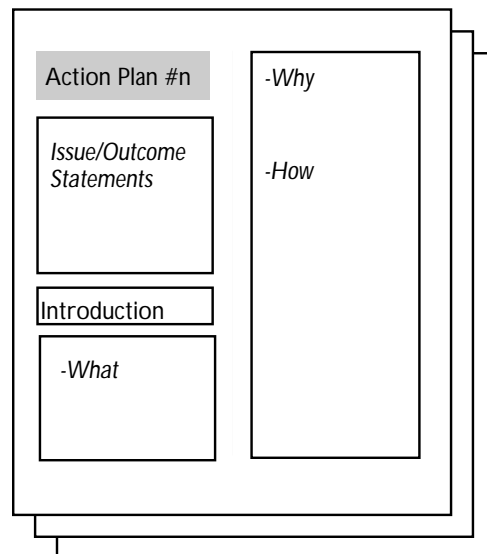 Action Plan #n
Issue/Outcome
Statements
Introduction
-What
-Why
-How